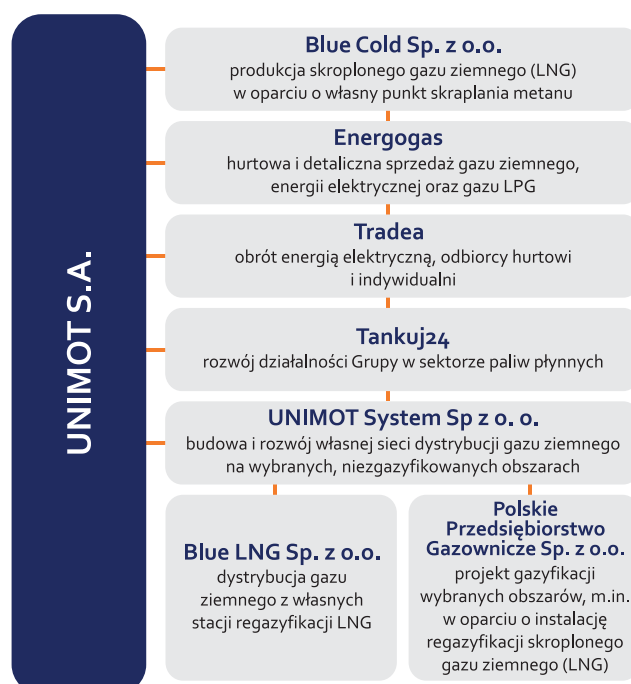 UNIMOT S.A.
Blue Cold Sp. z o.o.
produkcja skroplonego gazu ziemnego (LNG)
w oparciu o własny punkt skraplania metanu
Energogas
hurtowa i detaliczna sprzedaż gazu ziemnego,
energii elektrycznej oraz gazu LPG
Tradea
obrót energią elektryczną, odbiorcy hurtowi
i indywidualni
Tankuj24
rozwój działalności Grupy w sektorze paliw płynnych
UNIMOT System Sp z o. o.
budowa i rozwój własnej sieci dystrybucji gazu ziemnego
na wybranych, niezgazyfikowanych obszarach
Blue LNG Sp. z o.o.
dystrybucja gazu
ziemnego z własnych
stacji regazyfikacji LNG
Polskie
Przedsiębiorstwo
Gazownicze Sp. z o.o.
projekt gazyfikacji
wybranych obszarów, m.in.
w oparciu o instalację
regazyfikacji skroplonego
gazu ziemnego (LNG)